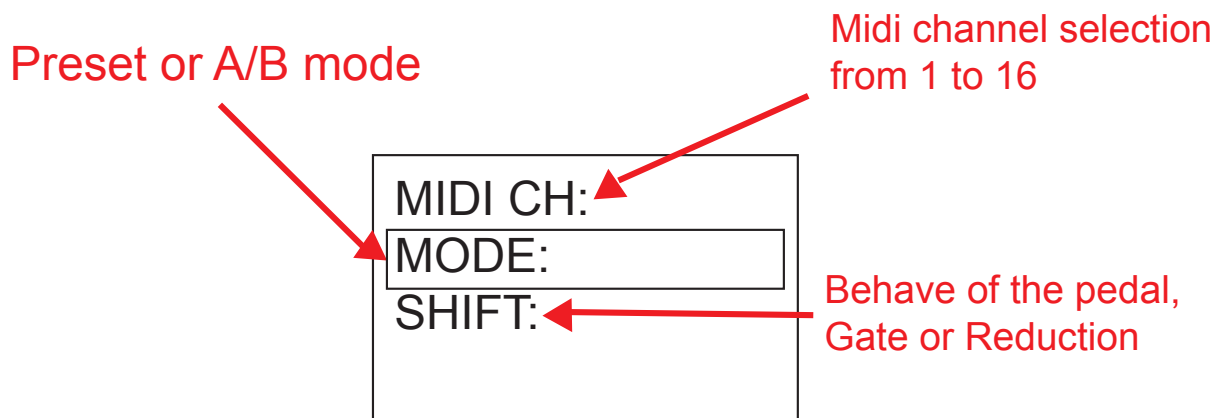 Midi channel selection
from 1 to 16
Preset or A/B mode
MIDI CH:
MODE:
SHIFT:
Behave of the pedal,
Gate or Reduction